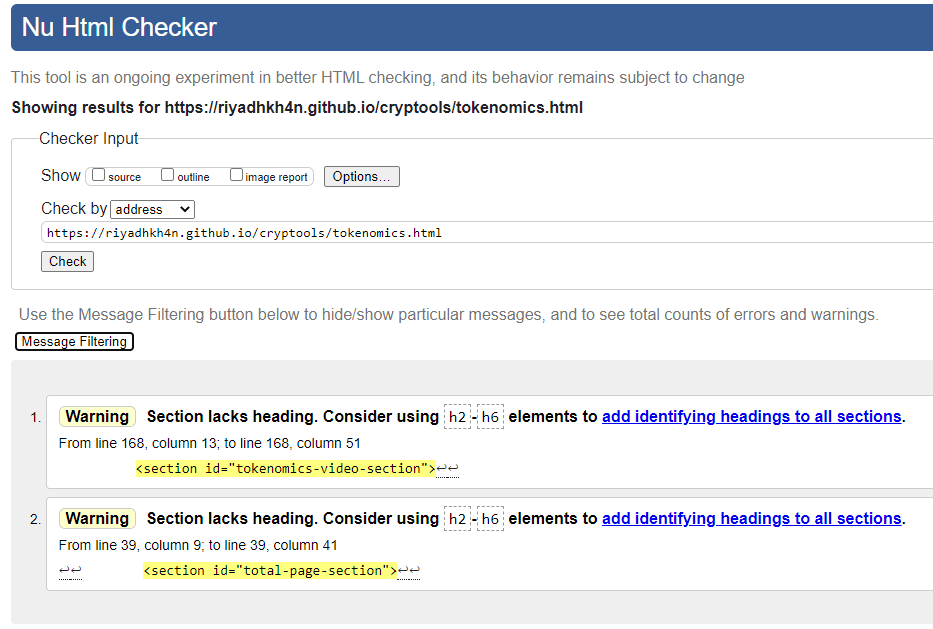 Nu Html Checker
This tool is an ongoing experiment in better HTML checking, and its behavior remains subject to change
Showing results for https://riyadhkh4n.github.io/cryptools/tokenomics.html
Checker Input
Show source outline image report Options...
Check by address
https://riyadhkh4n.github.io/cryptools/tokenomics.html
Check
Use the Message Filtering button below to hide/show particular messages, and to see total counts of errors and warnings.
Message Filtering
1. Warning Section lacks heading. Consider using h2-h6 elements to add identifying headings to all sections.
From line 168, column 13; to line 168, column 51
<section id="tokenomics-video-section">↩↩
2. Warning Section lacks heading. Consider using h2-h6 elements to add identifying headings to all sections.
From line 39, column 9; to line 39, column 41
↩↩ <section id="total-page-section">↩↩